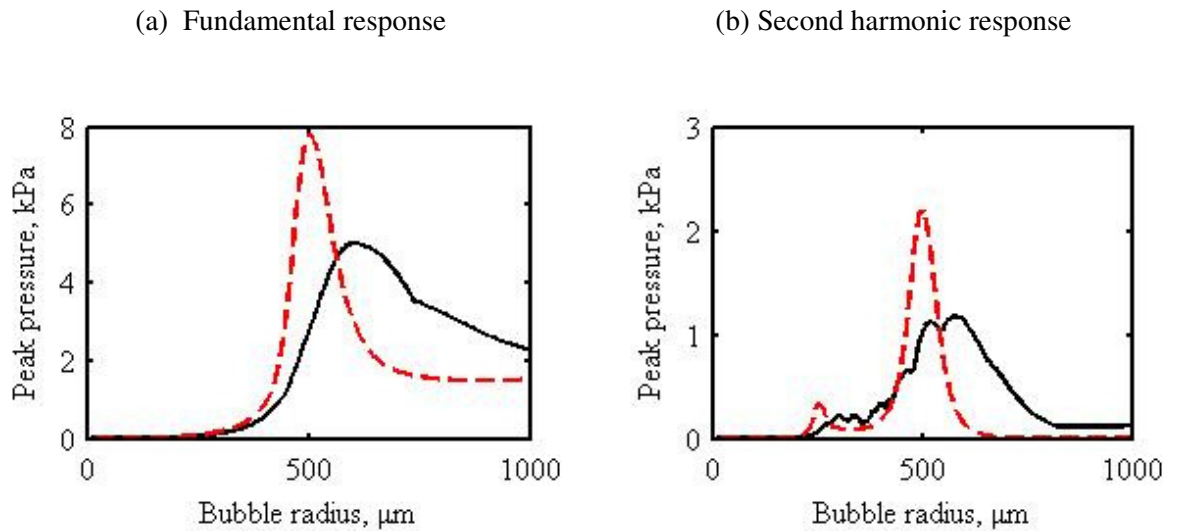 (a) Fundamental response
(b) Second harmonic response
Peak pressure, kPa
8
6
4
2
0
0 500 1000
Bubble radius, μm
Peak pressure, kPa
3
2
1
0
0 500 1000
Bubble radius, μm